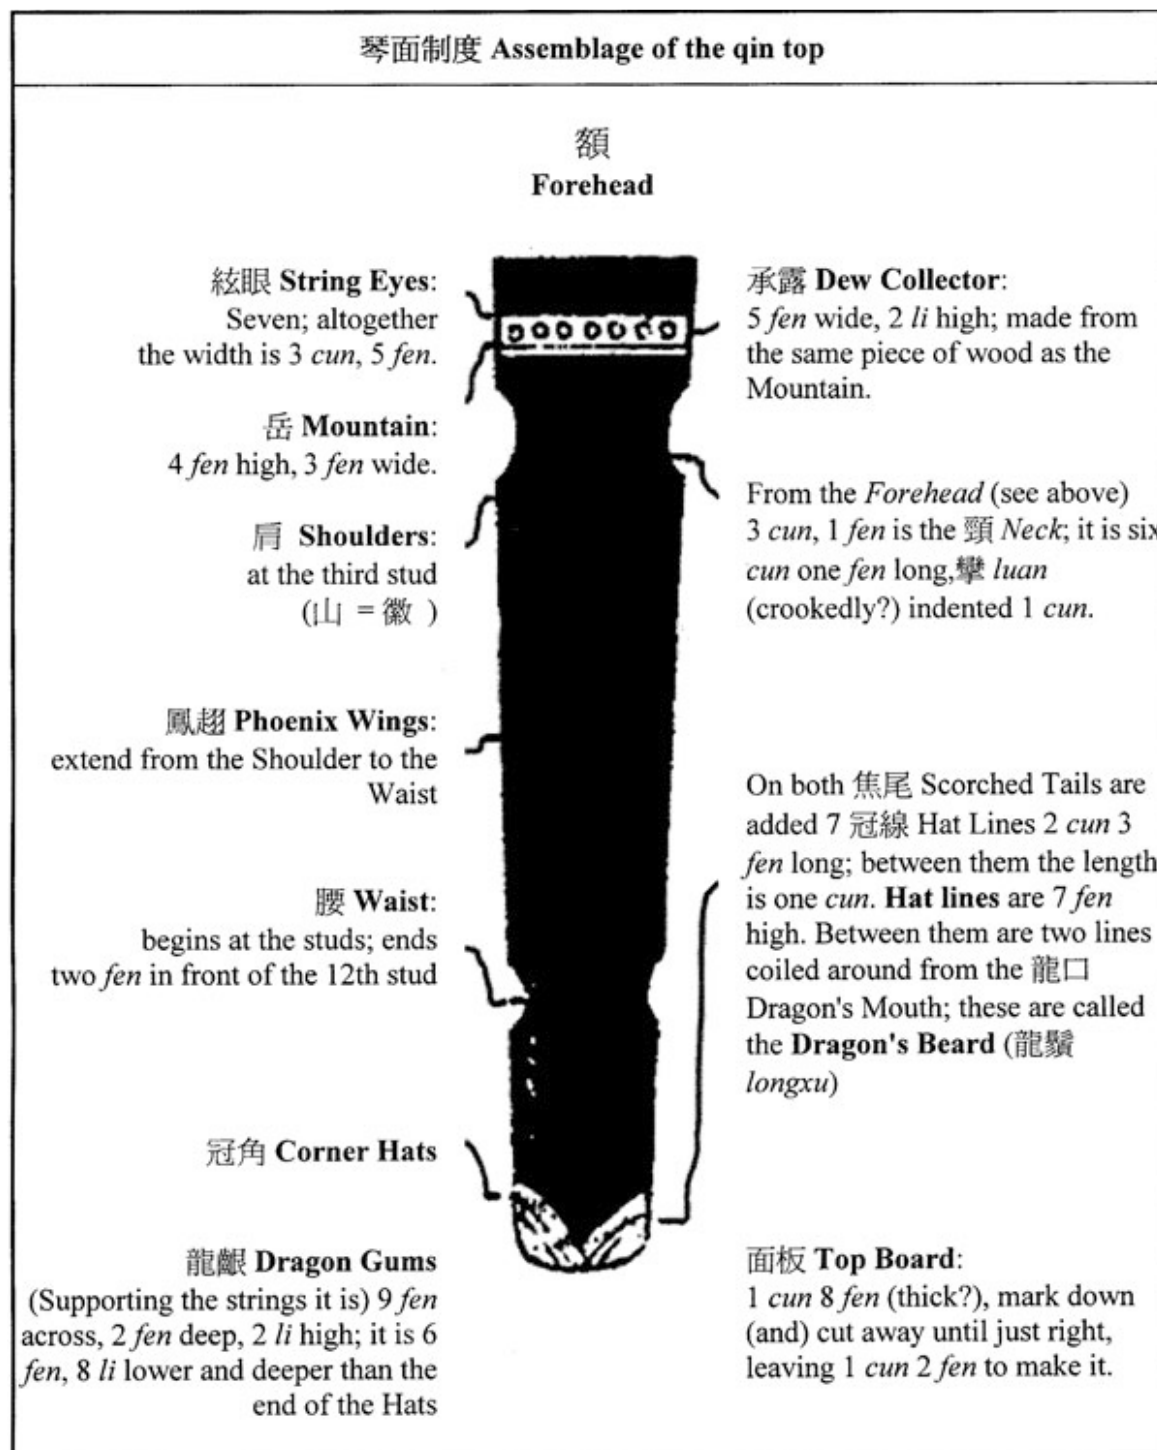 琴面制度 Assemblage of the qin top
額
Forehead
絃眼 String Eyes:
Seven; altogether
the width is 3 cun, 5 fen.
岳 Mountain:
4 fen high, 3 fen wide.
肩 Shoulders:
at the third stud
(山 = 徽 )
鳳翅 Phoenix Wings:
extend from the Shoulder to the
Waist
腰 Waist:
begins at the studs; ends
two fen in front of the 12th stud
冠角 Corner Hats
龍齦 Dragon Gums
(Supporting the strings it is) 9 fen
across, 2 fen deep, 2 li high; it is 6
fen, 8 li lower and deeper than the
end of the Hats
承露 Dew Collector:
5 fen wide, 2 li high; made from
the same piece of wood as the
Mountain.
From the Forehead (see above)
3 cun, 1 fen is the 頸 Neck; it is six
cun one fen long,攣 luan
(crookedly?) indented 1 cun.
On both 焦尾 Scorched Tails are
added 7 冠線 Hat Lines 2 cun 3
fen long; between them the length
is one cun. Hat lines are 7 fen
high. Between them are two lines
coiled around from the 龍口
Dragon's Mouth; these are called
the Dragon's Beard (龍鬚
longxu)
面板 Top Board:
1 cun 8 fen (thick?), mark down
(and) cut away until just right,
leaving 1 cun 2 fen to make it.